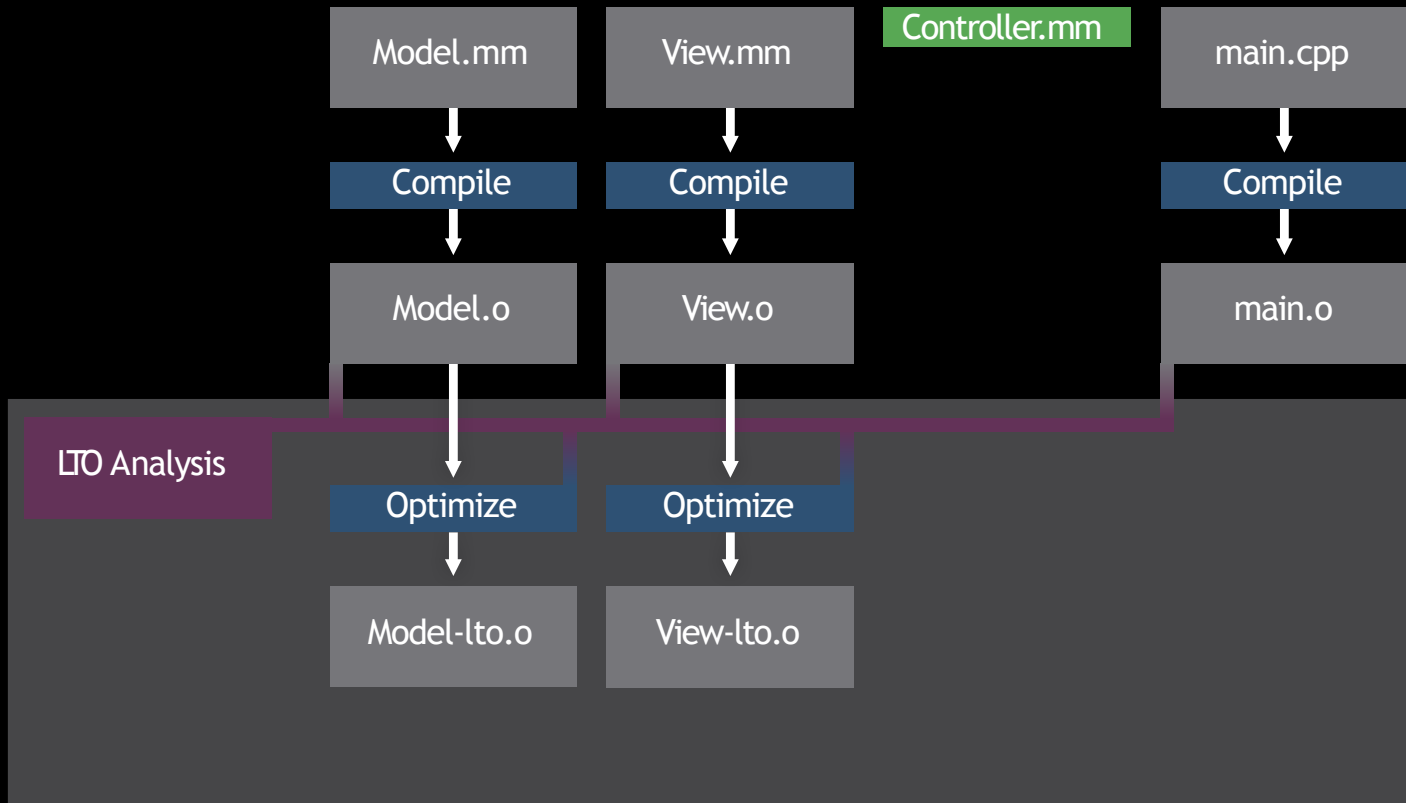 Model.mm
View.mm
Controller.mm
main.cpp
Compile
Compile
Compile
Model.o
View.o
main.o
LTO Analysis
Optimize
Optimize
Model-lto.o
View-lto.o